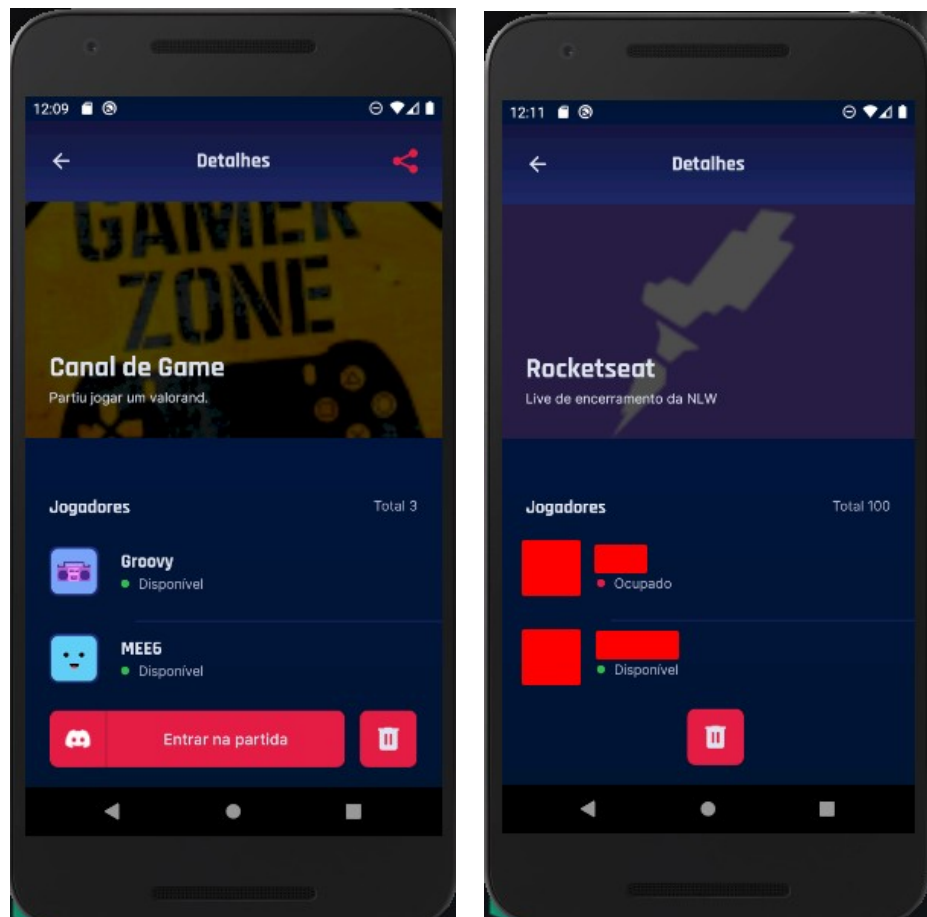 12:09
Detalhes
GAMER
ZONE
Canal de Game
Partiu jogar um valorand.
Jogadores
Total 3
Groovy
Disponível
MEE6
Disponível
Entrar na partida
12:11
Detalhes
Rocketseat
Live de encerramento da NLW
Jogadores
Total 100
Ocupado
Disponível